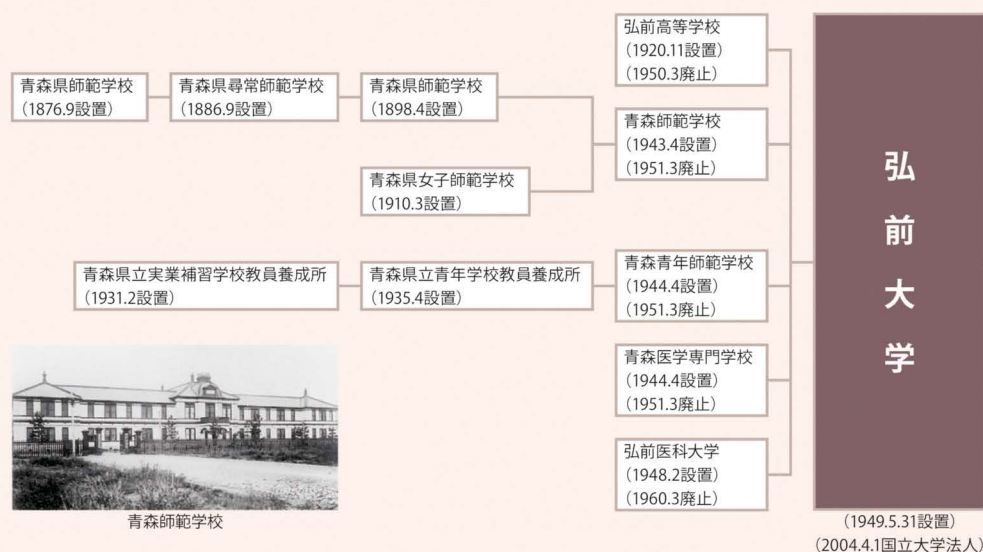 青森県師範学校
（1876.9設置）
青森県尋常師範学校
（1886.9設置）
青森県師範学校
（1898.4設置）
青森県女子師範学校
（1910.3設置）
青森県立実業補習学校教員養成所
（1931.2設置）
青森県立青年学校教員養成所
（1935.4設置）
弘前高等学校
（1920.11設置）
（1950.3廃止）
青森師範学校
（1943.4設置）
（1951.3廃止）
青森青年師範学校
（1944.4設置）
（1951.3廃止）
青森医学専門学校
（1944.4設置）
（1951.3廃止）
弘前医科大学
（1948.2設置）
（1960.3廃止）
弘前大学
（1949.5.31設置）
（2004.4.1国立大学法人）
青森師範学校